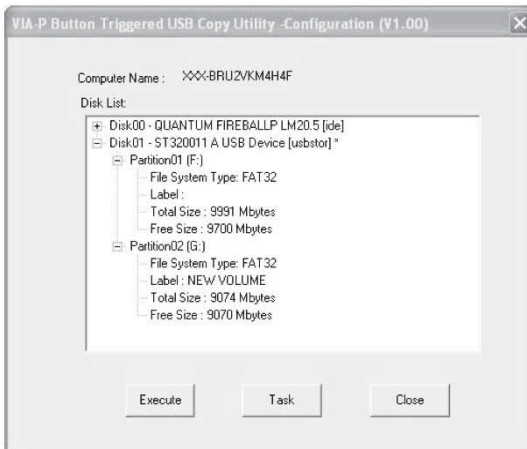 VIA-P Button Triggered USB Copy Utility -Configuration (V1.00)
Computer Name : XXX-BRU2VKM4H4F
Disk List:
Disk00 - QUANTUM FIREBALLP LM20.5 [ide]
Disk01 - ST320011 A USB Device [usbstor] *
Partition01 (F:)
File System Type: FAT32
Label :
Total Size : 9991 Mbytes
Free Size : 9700 Mbytes
Partition02 (G:)
File System Type: FAT32
Label : NEW VOLUME
Total Size : 9074 Mbytes
Free Size : 9070 Mbytes
Execute Task Close